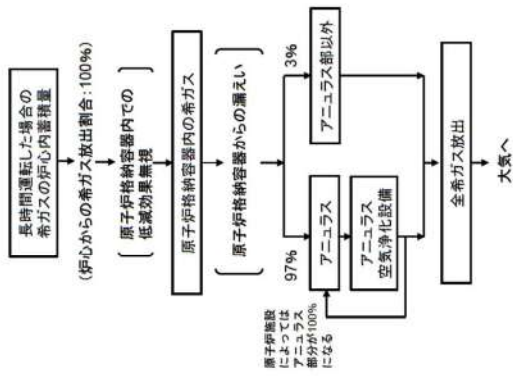 長時間運転した場合の
希ガスの炉心内蓄積量
(炉心からの希ガス放出割合:100%)
原子炉格納容器内での
低減効果無視
原子炉格納容器内の希ガス
原子炉格納容器からの漏えい
97%
3%
原子炉施設
によっては
アニュラス
部分が100%
になる
アニュラス
アニュラス部以外
アニュラス
空気浄化設備
全希ガス放出
大気へ